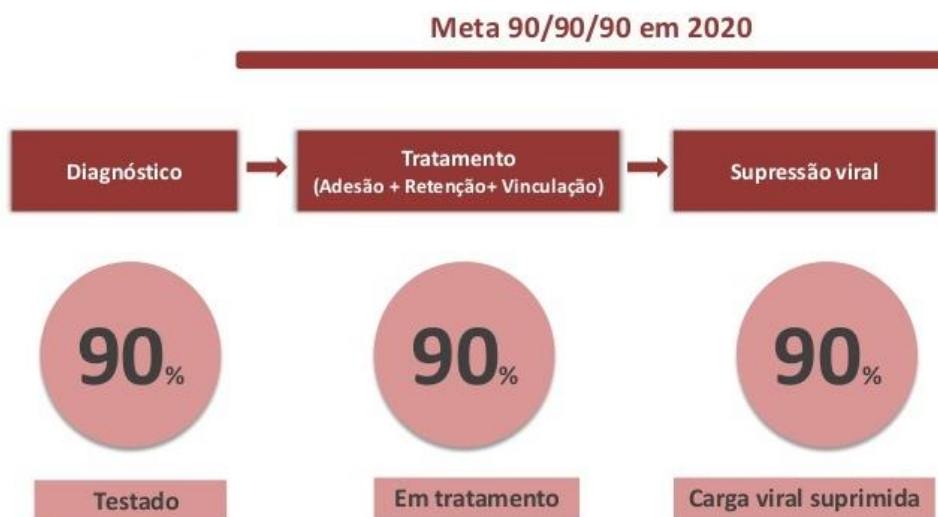 Meta 90/90/90 em 2020
Diagnóstico
Tratamento
(Adesão + Retenção+ Vinculação)
Supressão viral
90%
90%
90%
Testado
Em tratamento
Carga viral suprimida